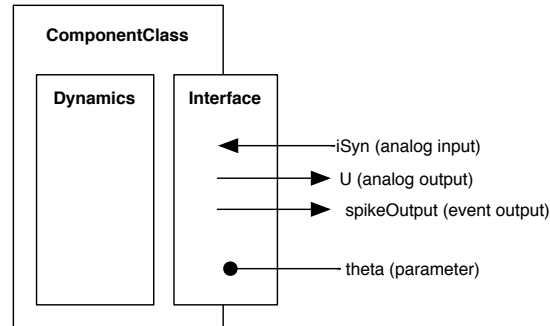 ComponentClass
Dynamics
Interface
iSyn (analog input)
U (analog output)
spikeOutput (event output)
theta (parameter)